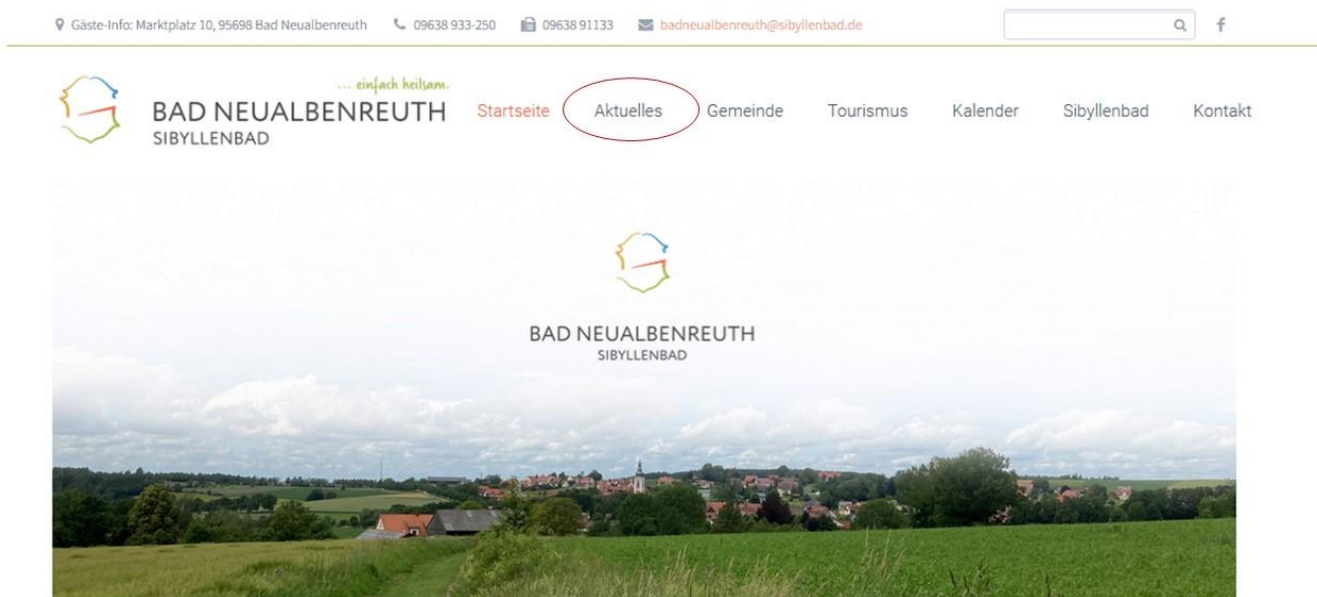 Gäste-Info: Marktplatz 10, 95698 Bad Neualbenreuth 09638 933-250 09638 91133 badneualbenreuth@sibyllenbad.de
... einfach heilsam.
BAD NEUALBENREUTH
SIBYLLENBAD
Startseite Aktuelles Gemeinde Tourismus Kalender Sibyllenbad Kontakt
BAD NEUALBENREUTH
SIBYLLENBAD